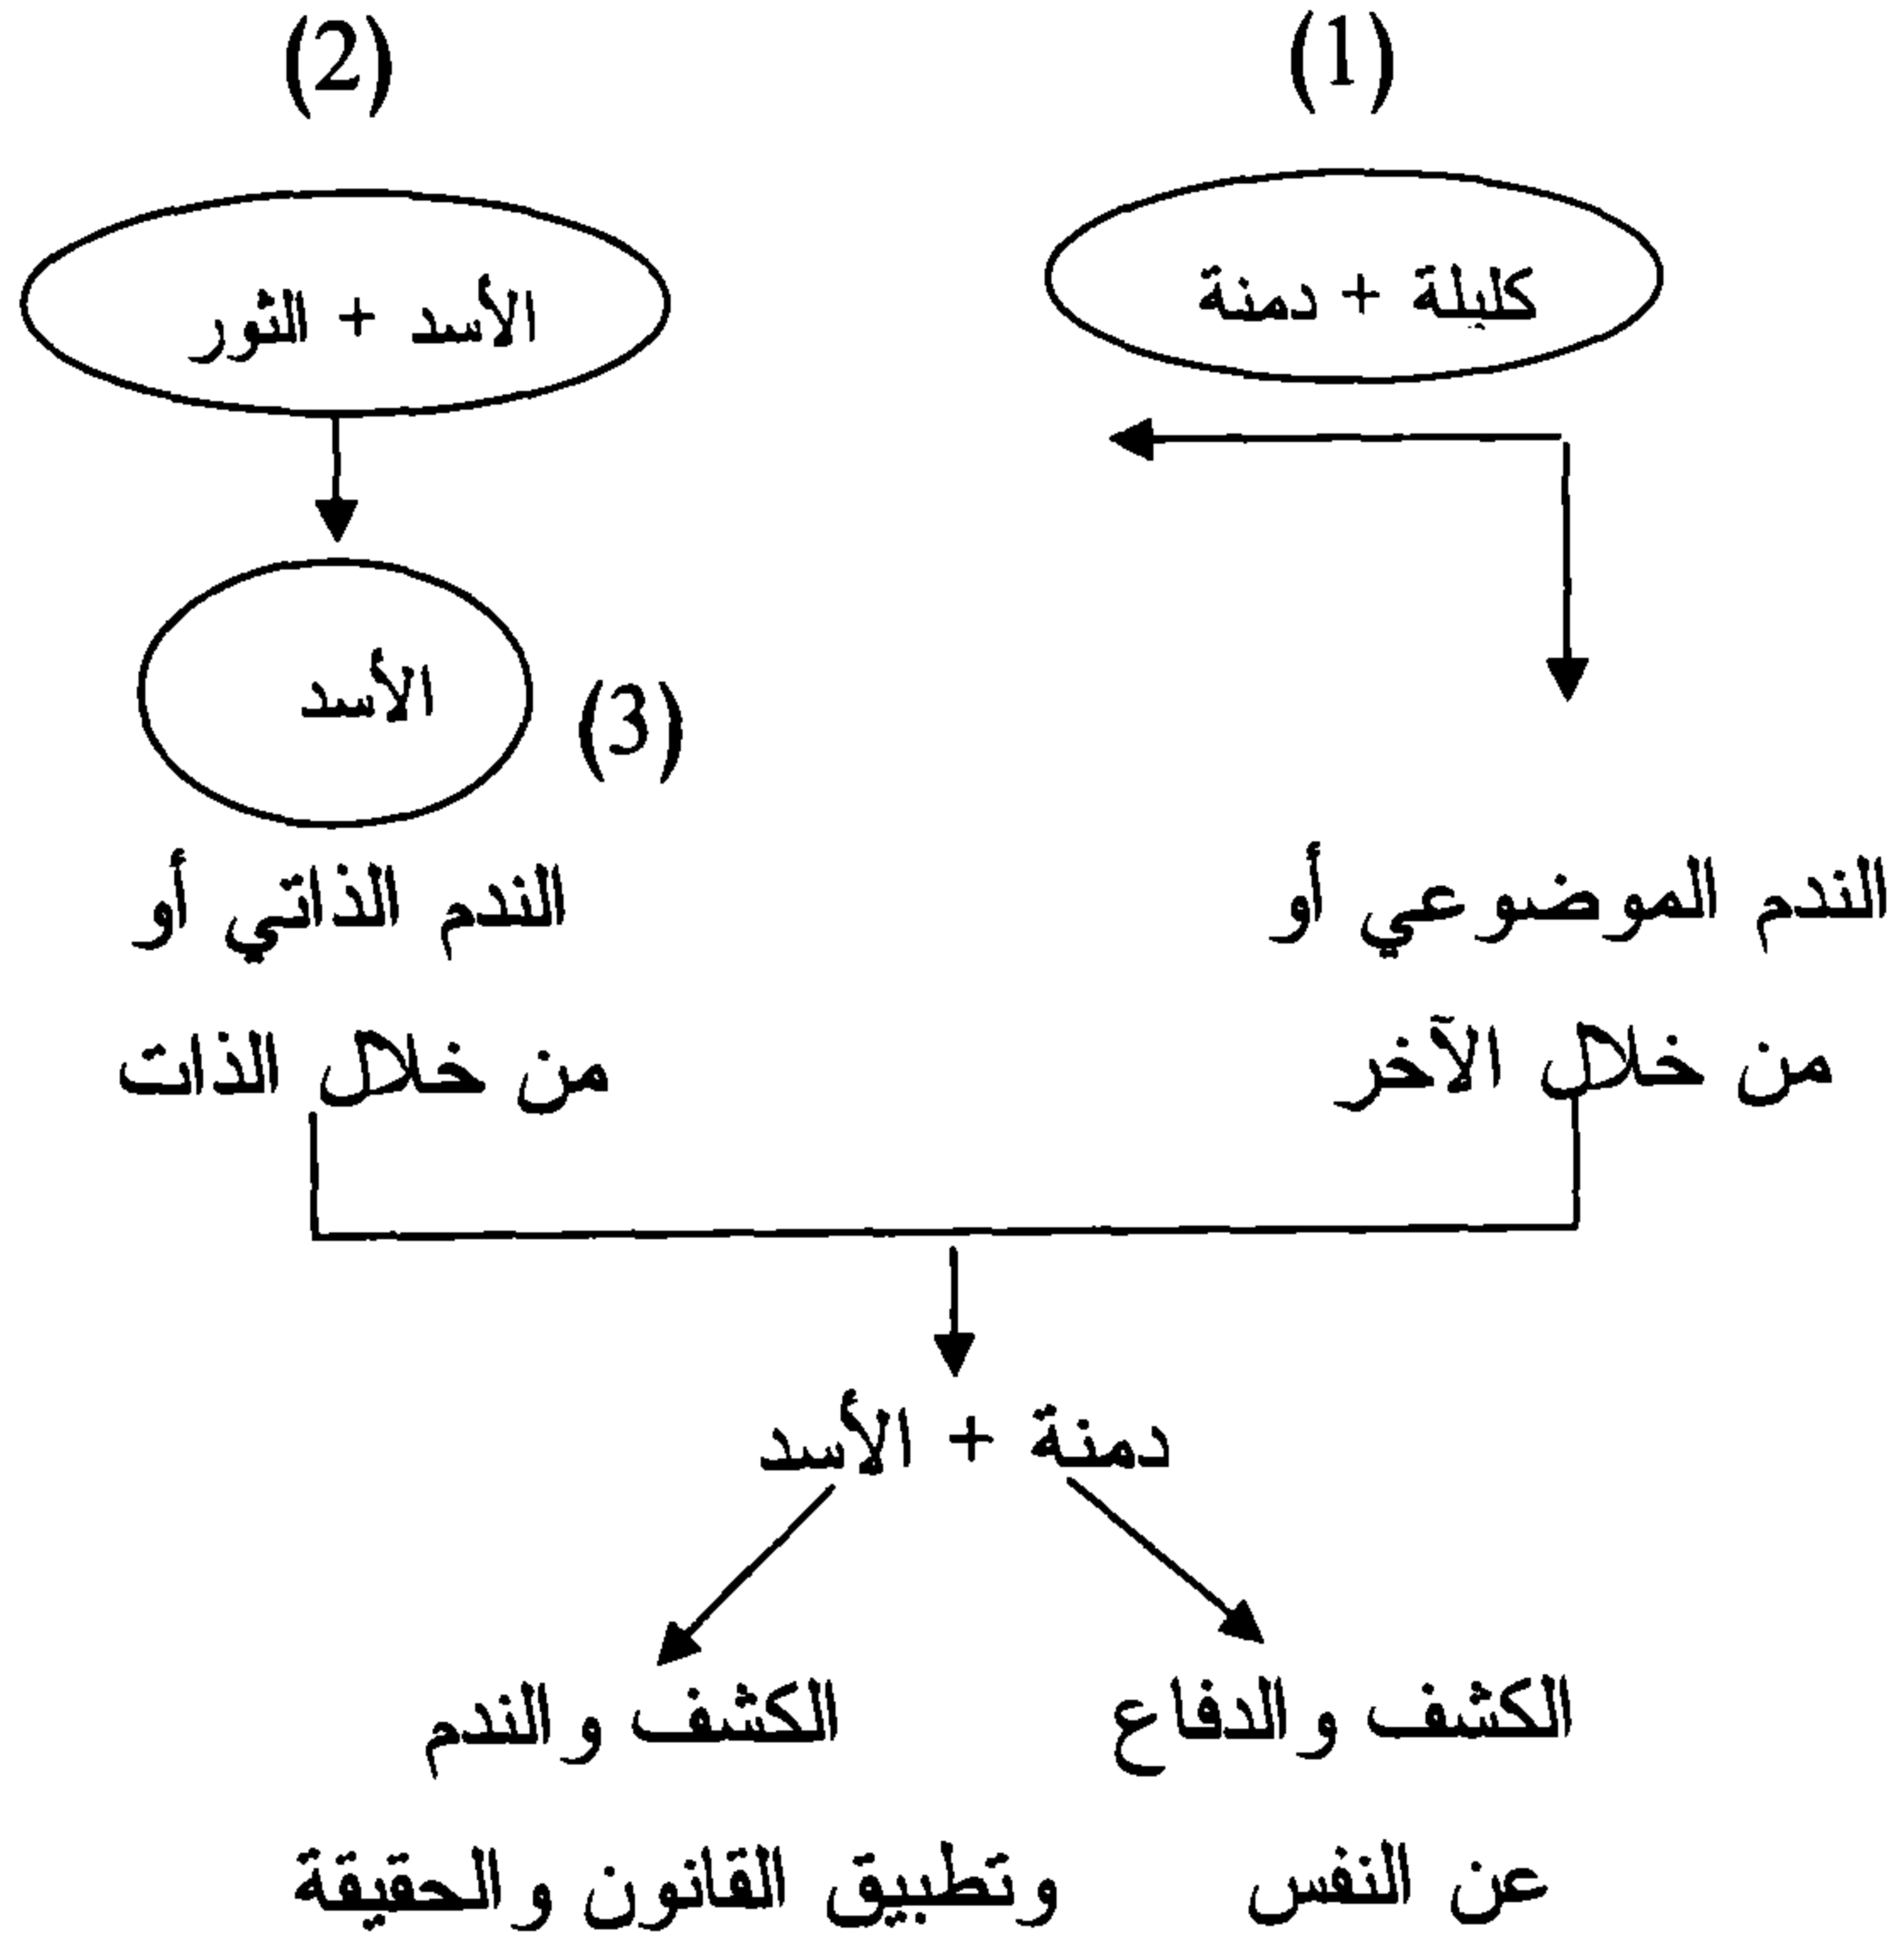 (1)
(2)
كليلة + دمنة
الأسد + الثور
الأسد
(3)
الندم الموضوعي أو
من خلال الآخر
الندم الذاتي أو
من خلال الذات
دمنة + الأسد
الكشف والدفاع
عن النفس
الكشف والندم
وتطبيق القانون والحقيقة